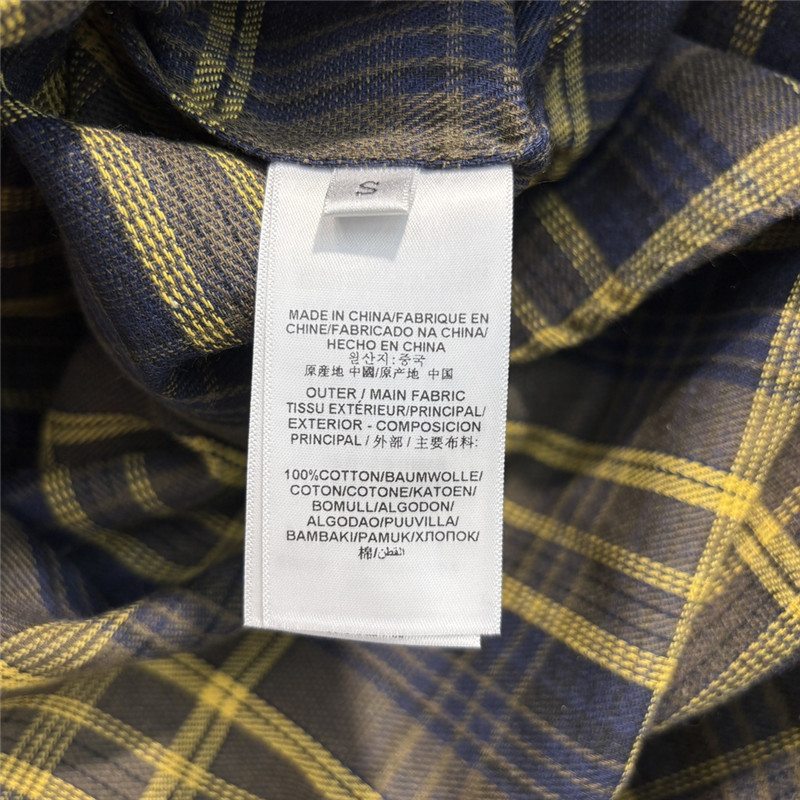 S
MADE IN CHINA/FABRIQUE EN
CHINE/FABRICADO NA CHINA/
HECHO EN CHINA
원산지:중국
原産地 中國/原产地 中国
OUTER / MAIN FABRIC
TISSU EXTÉRIEUR/PRINCIPAL/
EXTERIOR - COMPOSICION
PRINCIPAL / 外部 / 主要布料:
100%COTTON/BAUMWOLLE/
COTON/COTONE/KATOEN/
BOMULL/ALGODON/
ALGODAO/PUUVILLA/
BAMBAKI/PAMUK/ХЛОПОК/
棉/القطن/